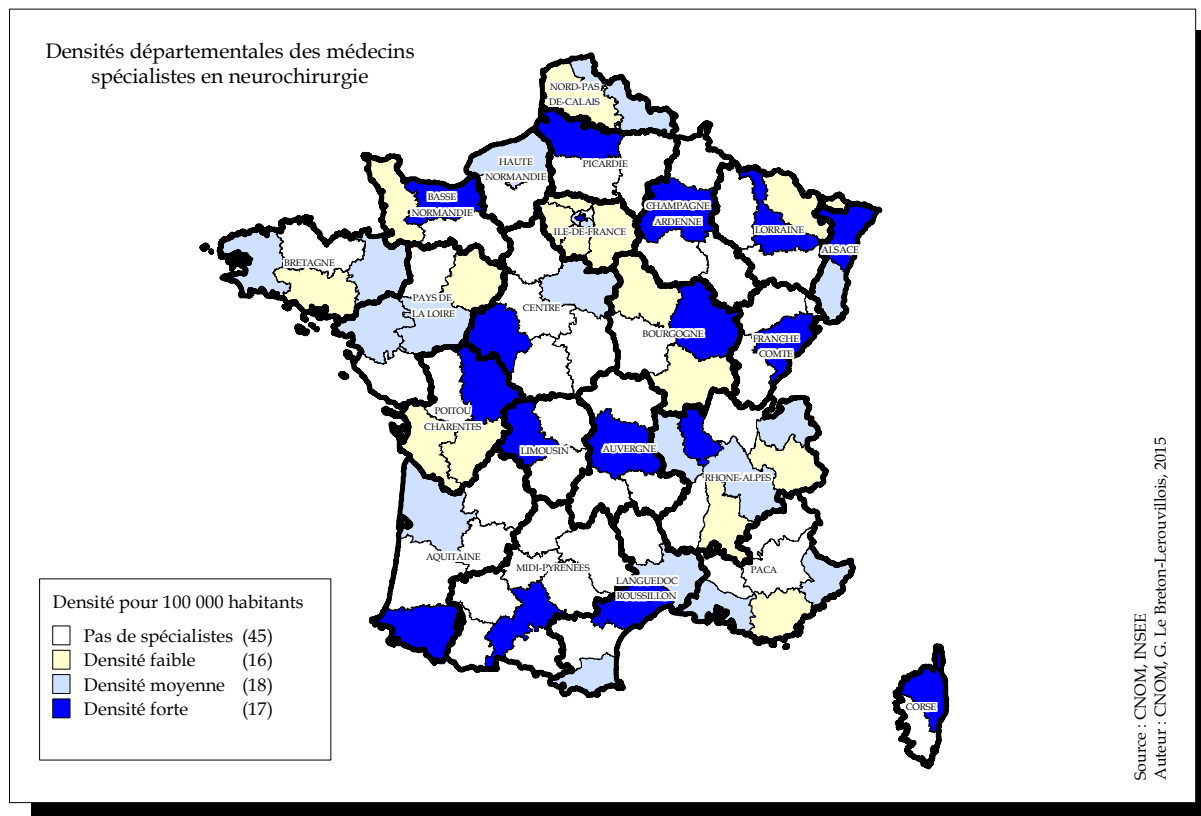 Densités départementales des médecins
spécialistes en neurochirurgie
NORD-PAS
DE-CALAIS
HAUTE
NORMANDIE
PICARDIE
BASSE
NORMANDIE
CHAMPAGNE
ARDENNE
ILE-DE-FRANCE
LORRAINE
ALSACE
BRETAGNE
PAYS DE
LA LOIRE
CENTRE
BOURGOGNE
FRANCHE
COMTE
POITOU
CHARENTES
LIMOUSIN
AUVERGNE
RHONE-ALPES
AQUITAINE
MIDI-PYRENEES
LANGUEDOC
ROUSSILLON
PACA
CORSE
Densité pour 100 000 habitants
Pas de spécialistes (45)
Densité faible (16)
Densité moyenne (18)
Densité forte (17)
Source : CNOM, INSEE
Auteur : CNOM, G. Le Breton-Lerouvillois, 2015